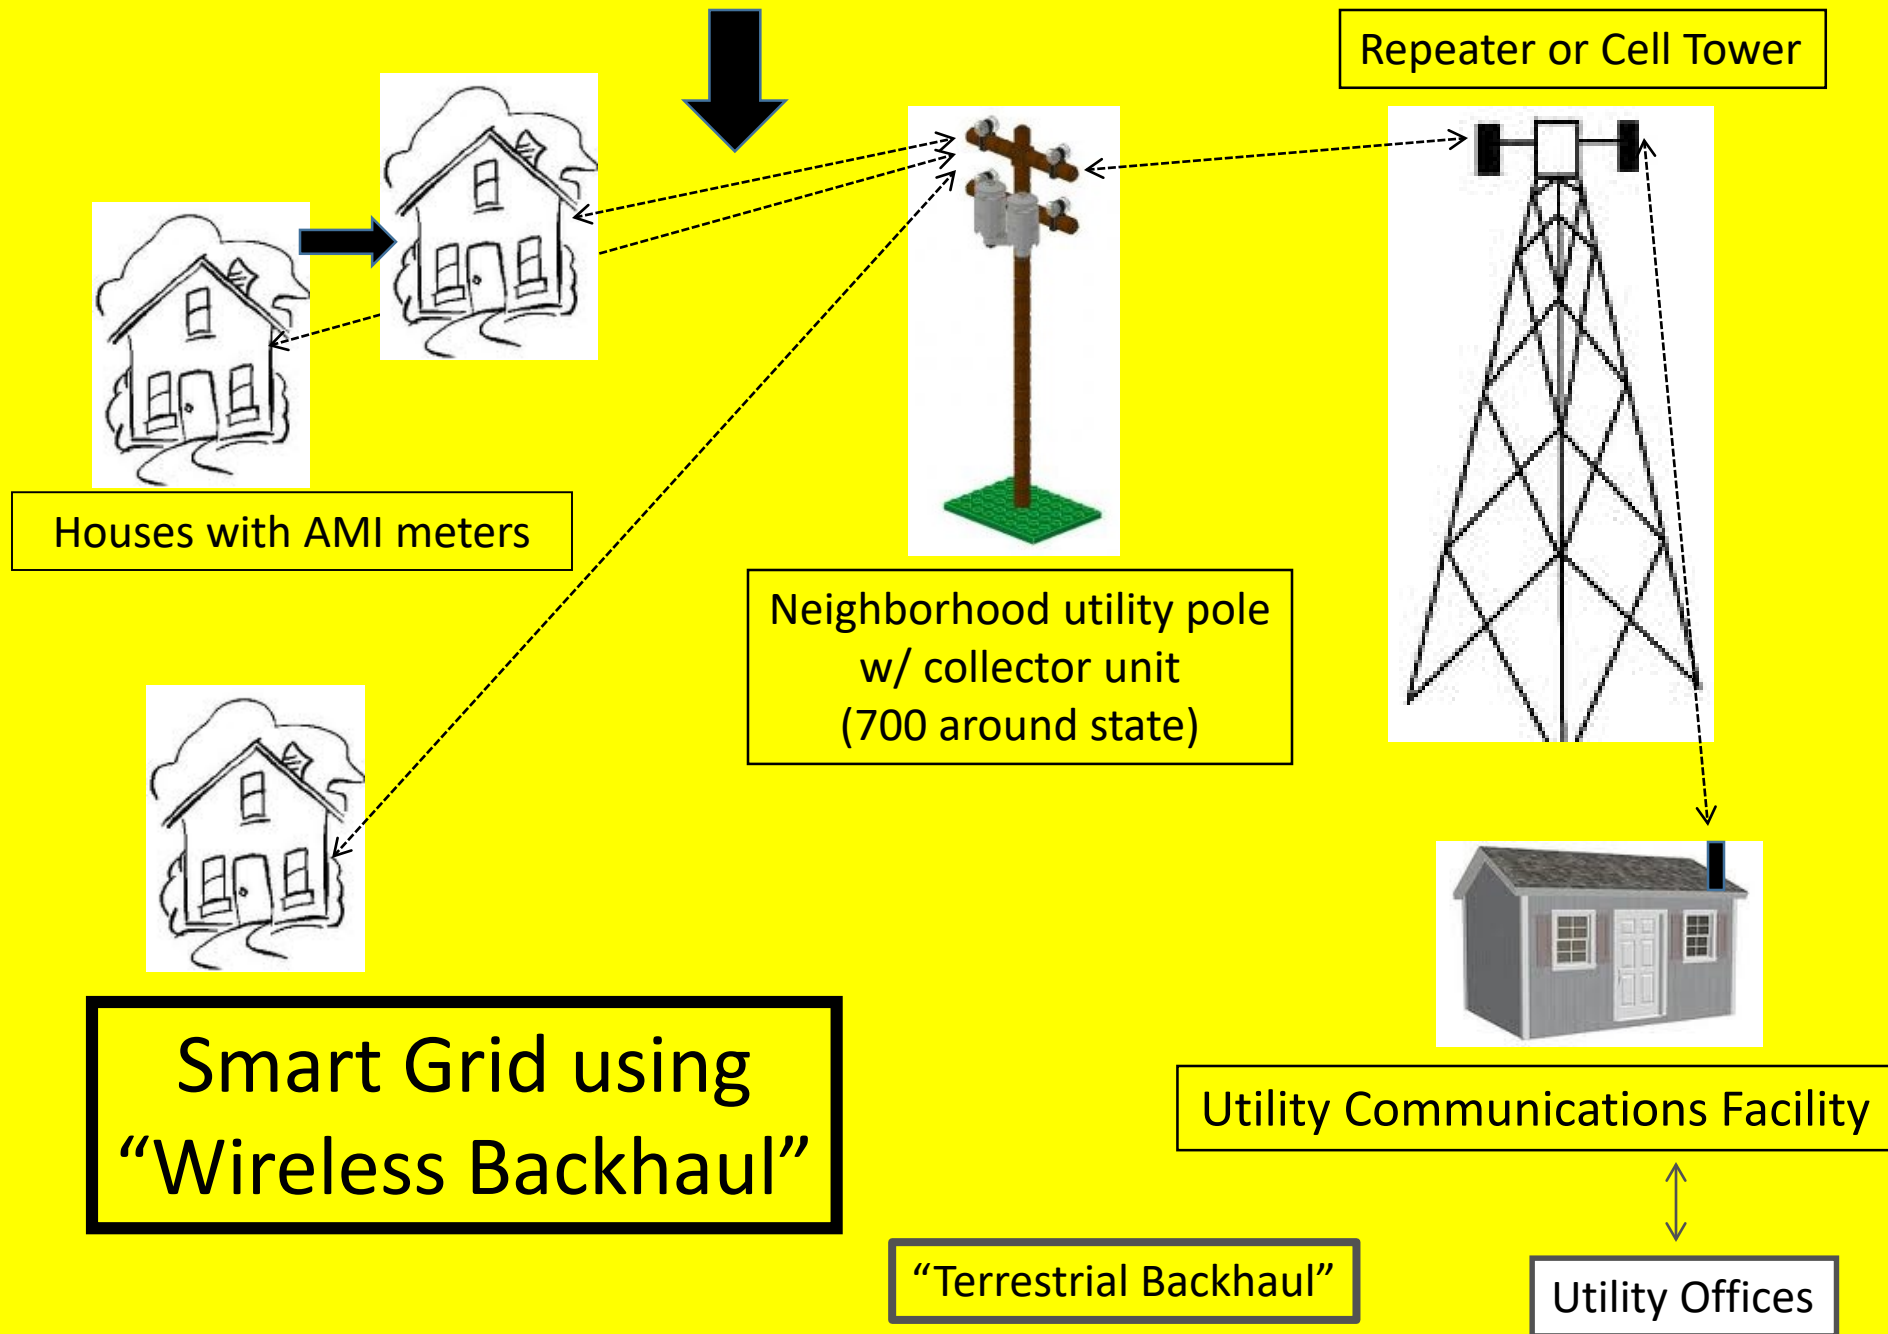 Repeater or Cell Tower
Houses with AMI meters
Neighborhood utility pole
w/ collector unit
(700 around state)
Smart Grid using
“Wireless Backhaul”
Utility Communications Facility
“Terrestrial Backhaul”
Utility Offices